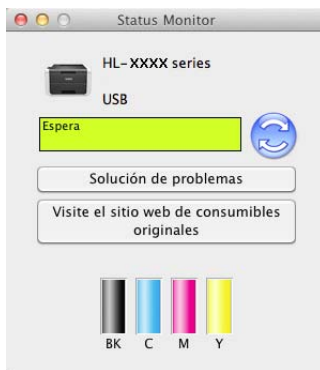 Status Monitor
HL-XXXX series
USB
Espera
Solución de problemas
Visite el sitio web de consumibles
originales
BK C M Y